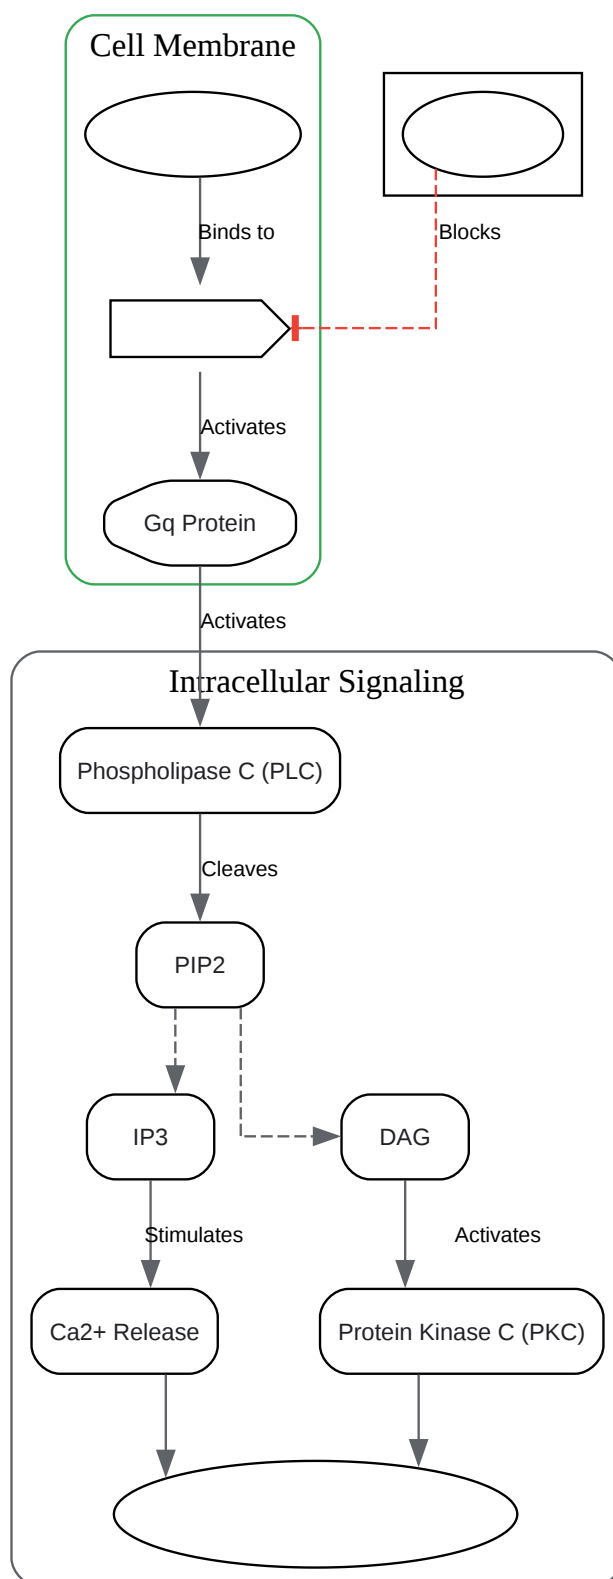 Cell Membrane
Binds to
Blocks
Activates
Gq Protein
Activates
Intracellular Signaling
Phospholipase C (PLC)
Cleaves
PIP2
IP3
DAG
Stimulates
Activates
Ca2+ Release
Protein Kinase C (PKC)